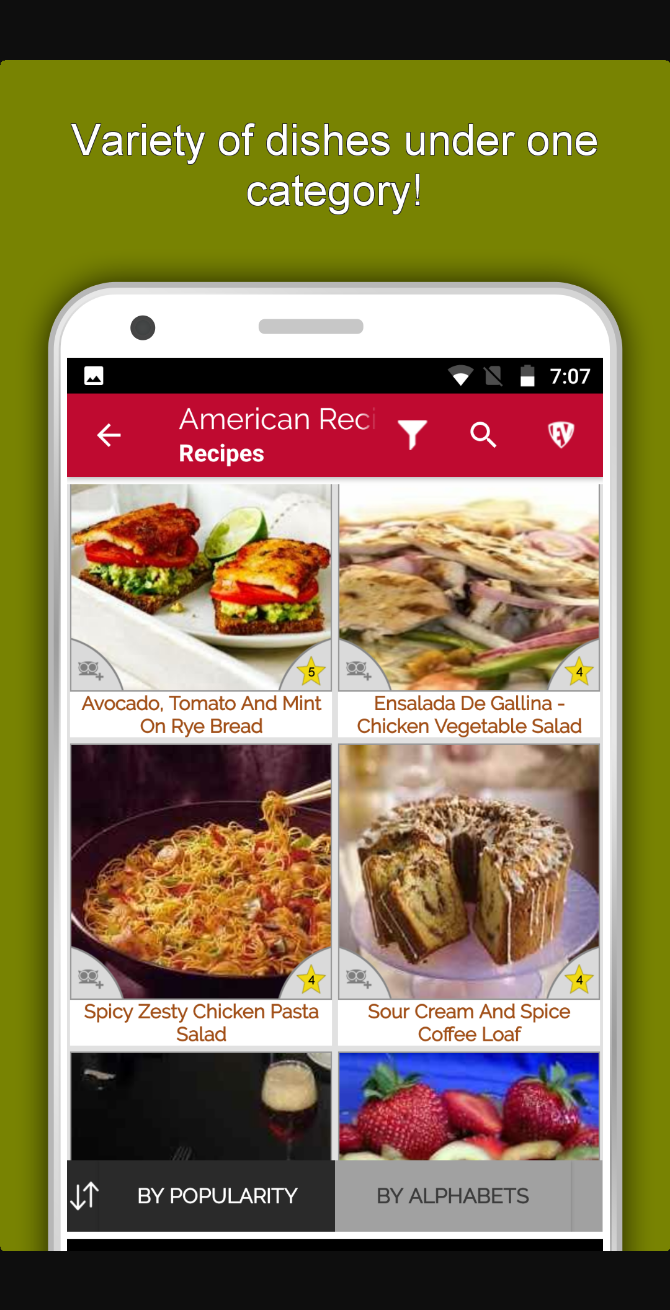 Variety of dishes under one
category!
7:07
American Reci
Recipes
EV
5
4
Avocado, Tomato And Mint
On Rye Bread
Ensalada De Gallina -
Chicken Vegetable Salad
4
4
Spicy Zesty Chicken Pasta
Salad
Sour Cream And Spice
Coffee Loaf
BY POPULARITY
BY ALPHABETS